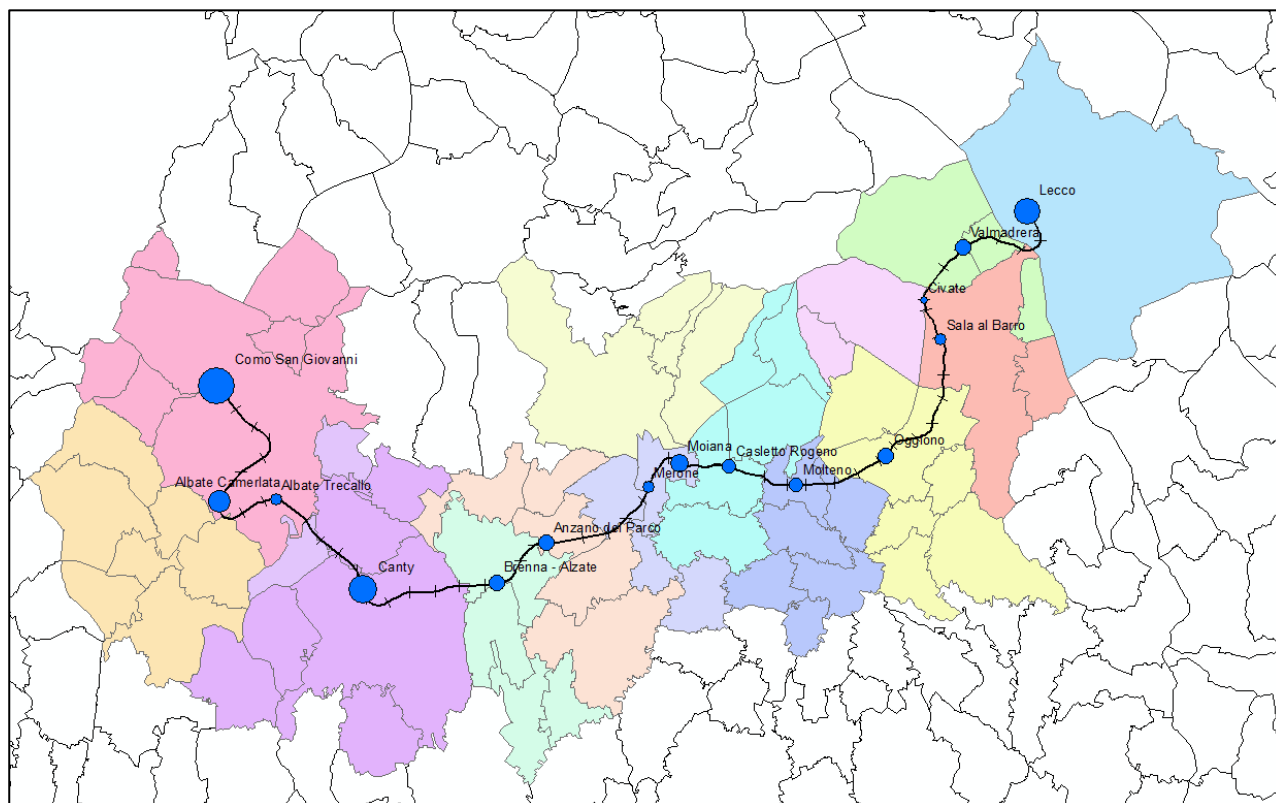 Lecco
Valmadrera
Civate
Sala al Barro
Como San Giovanni
Oggiono
Moiana
Casletto Rogeno
Merone
Molteno
Albate Camerlata
Albate Trecallo
Anzano del Parco
Canty
Brenna - Alzate